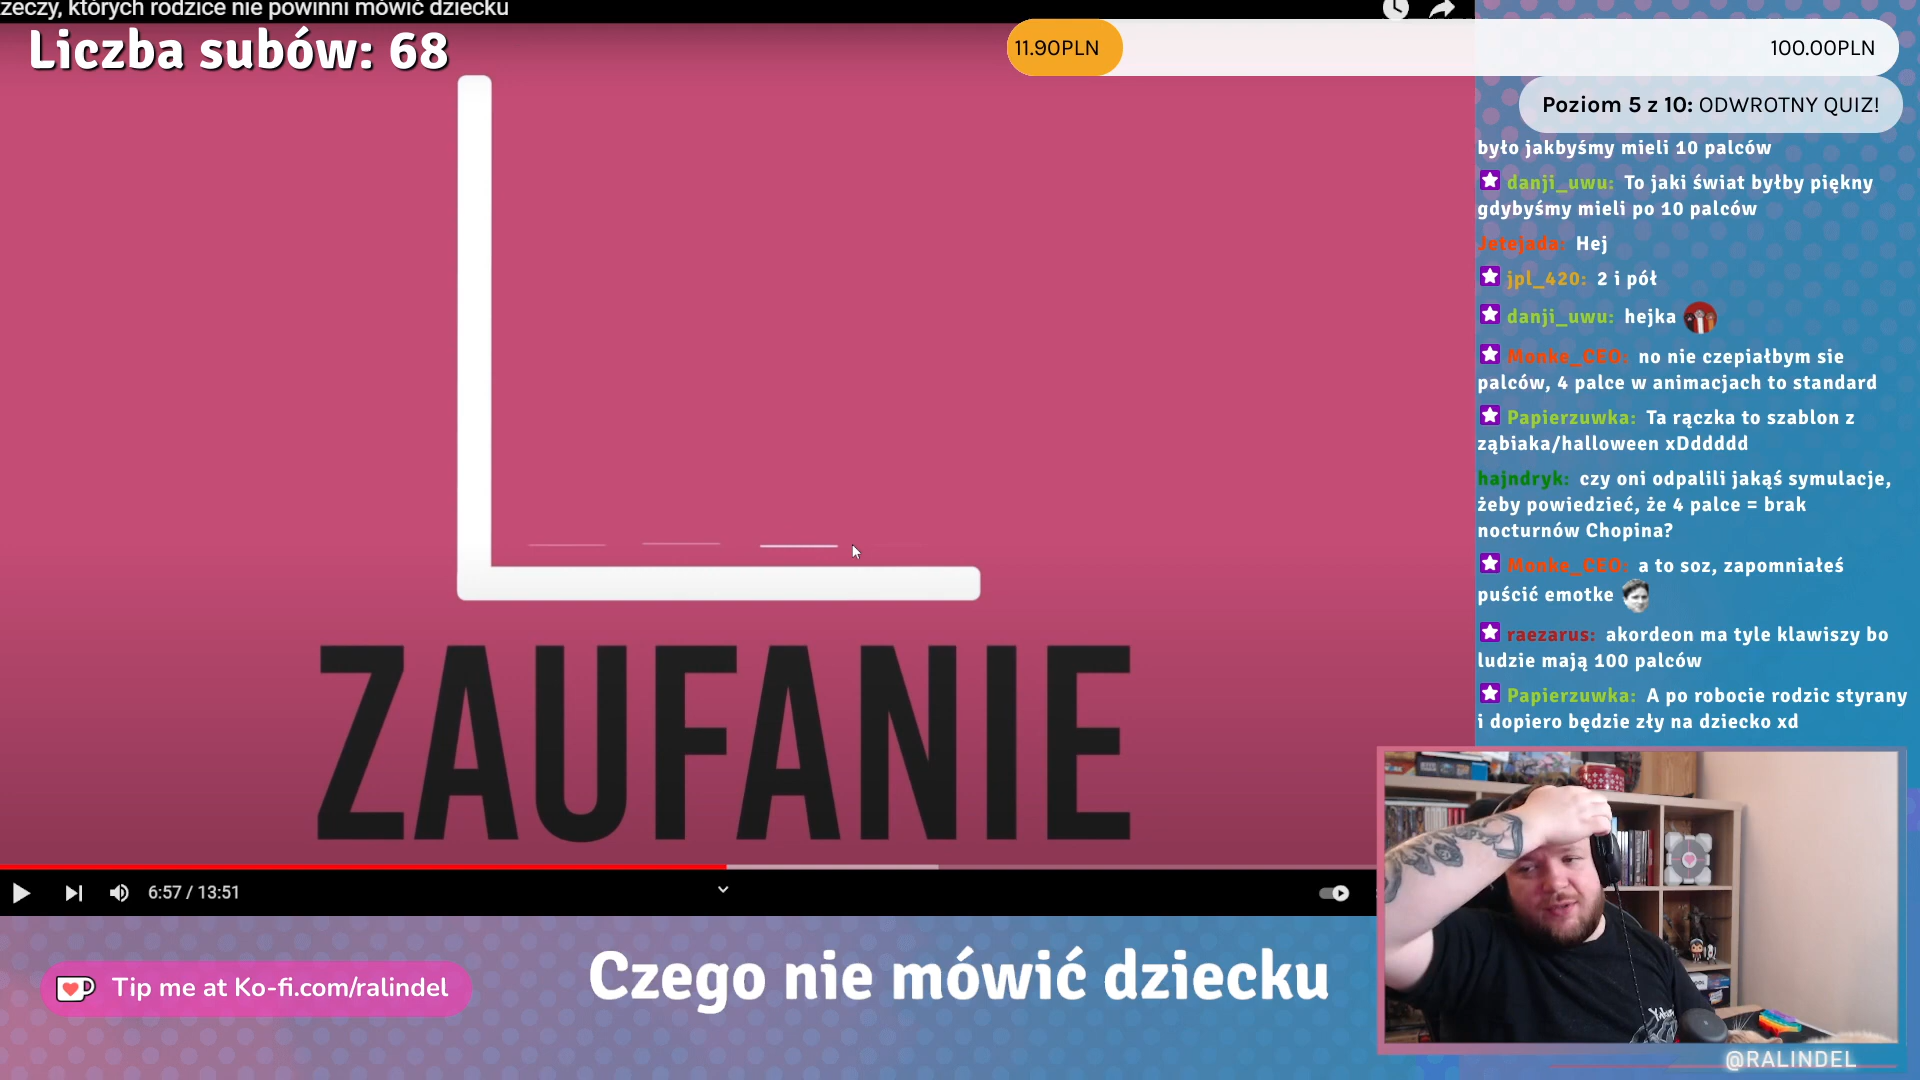 zeczy, których rodzice nie powinni mówić dziecku
Liczba subów: 68
11.90PLN
100.00PLN
Poziom 5 z 10: ODWROTNY QUIZ!
było jakbyśmy mieli 10 palców
danji_uwu: To jaki świat byłby piękny
gdybyśmy mieli po 10 palców
Jetejada: Hej
jpl_420: 2 i pół
danji_uwu: hejka
Monke_CEO: no nie czepiałbym sie
palców, 4 palce w animacjach to standard
Papierzuwka: Ta rączka to szablon z
ząbiaka/halloween xDddddd
hajndryk: czy oni odpalili jakąś symulacje,
żeby powiedzieć, że 4 palce = brak
nocturnów Chopina?
Monke_CEO: a to soz, zapomniałeś
puścić emotke
raezarus: akordeon ma tyle klawiszy bo
ludzie mają 100 palców
Papierzuwka: A po robocie rodzic styrany
i dopiero będzie zły na dziecko xd
ZAUFANIE
6:57 / 13:51
Tip me at Ko-fi.com/ralindel
Czego nie mówić dziecku
@RALINDEL